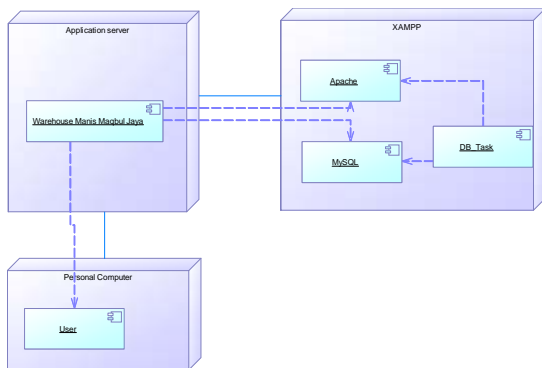 Application server
XAMPP
Apache
Warehouse Manis Maqbul Jaya
DB_Task
MySQL
Personal Computer
User